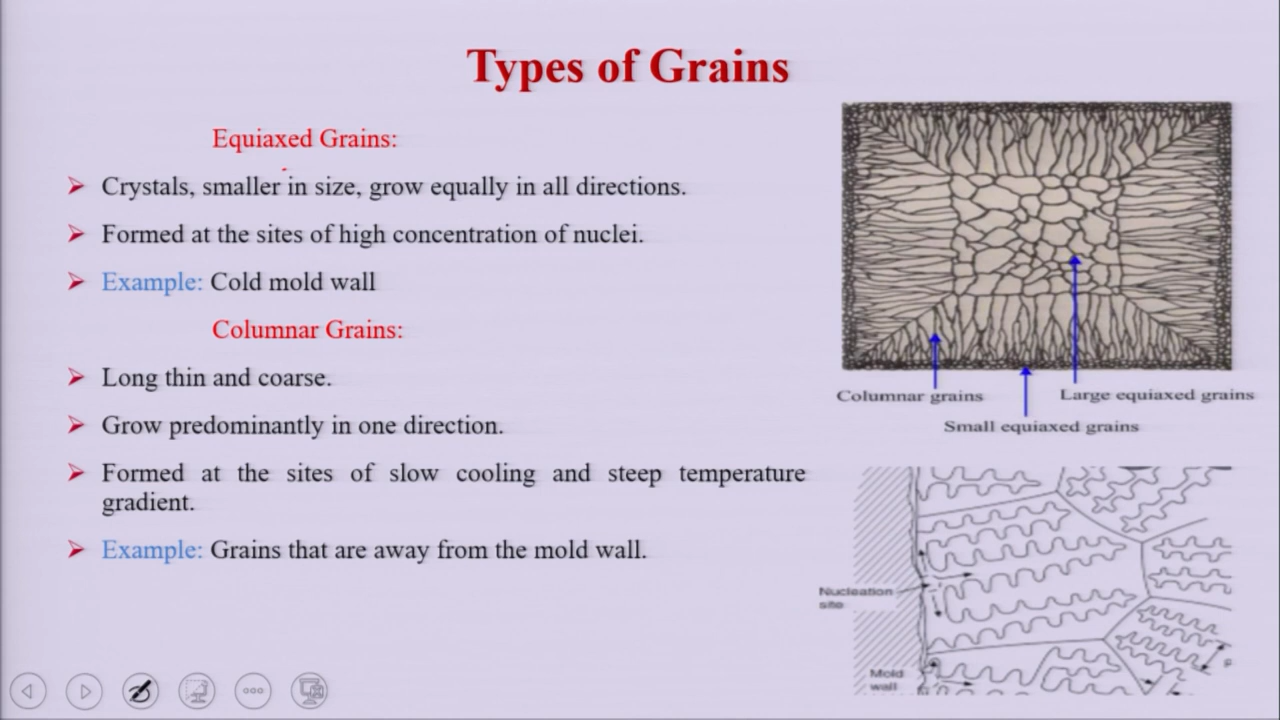 Types of Grains
Equiaxed Grains:
Crystals, smaller in size, grow equally in all directions.
Formed at the sites of high concentration of nuclei.
Example: Cold mold wall
Columnar Grains:
Long thin and coarse.
Grow predominantly in one direction.
Formed at the sites of slow cooling and steep temperature
gradient.
Example: Grains that are away from the mold wall.
Columnar grains
Large equiaxed grains
Small equiaxed grains
Nucleation
site
Mold
wall